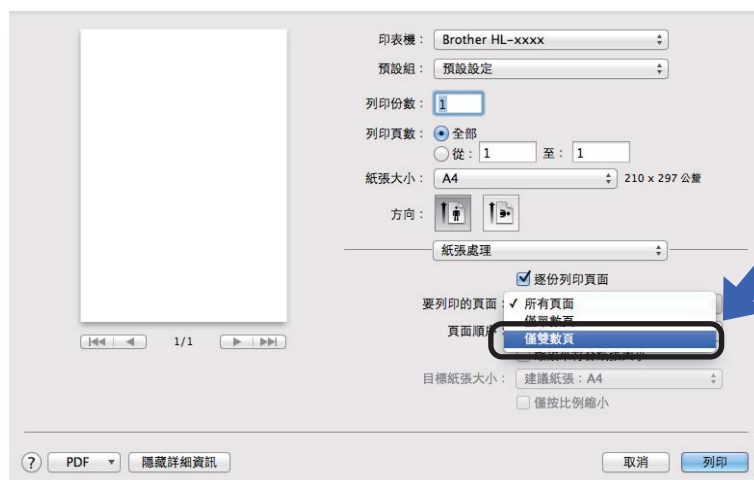 印表機： Brother HL-xxxx
預設組： 預設設定
列印份數： 1
列印頁數： 全部
從： 1 至： 1
紙張大小： A4 210 x 297 公釐
方向：
紙張處理
逐份列印頁面
要列印的頁面： ✓ 所有頁面
僅單數頁
頁面順序：
僅雙數頁
1/1
目標紙張大小： 建議紙張：A4
僅按比例縮小
? PDF 隱藏詳細資訊 取消 列印